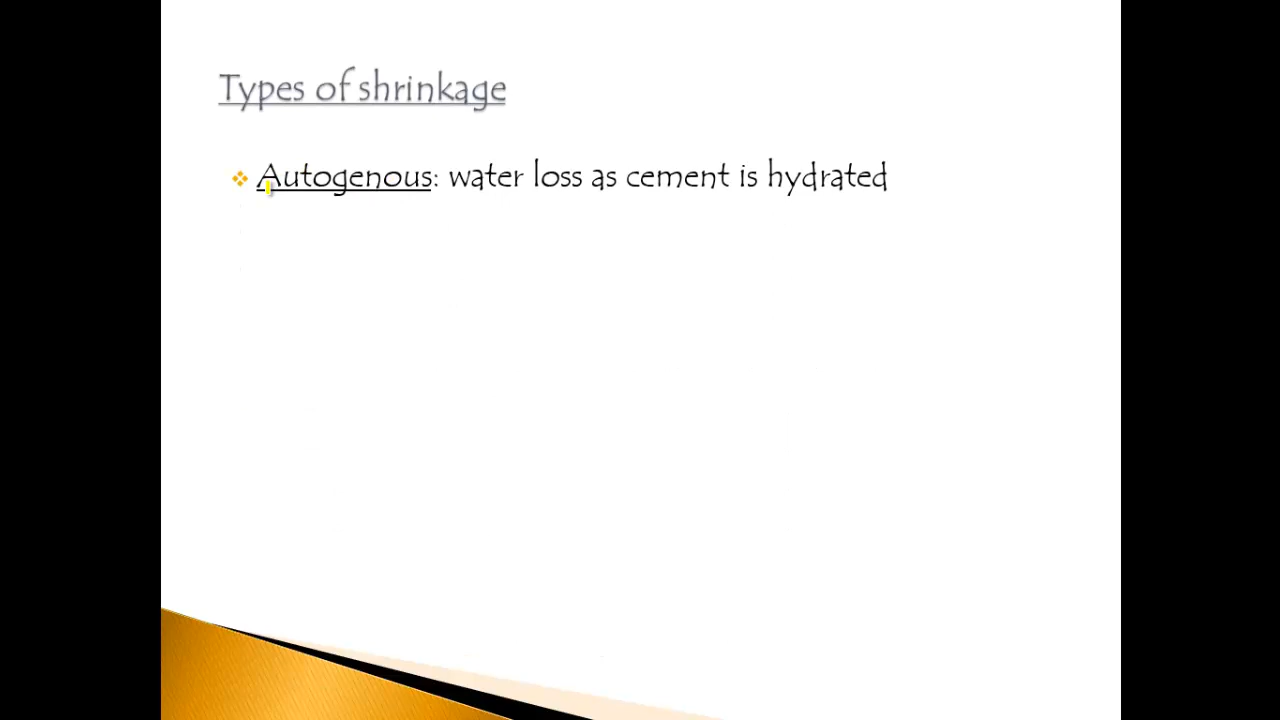 Types of shrinkage
Autogenous: water loss as cement is hydrated